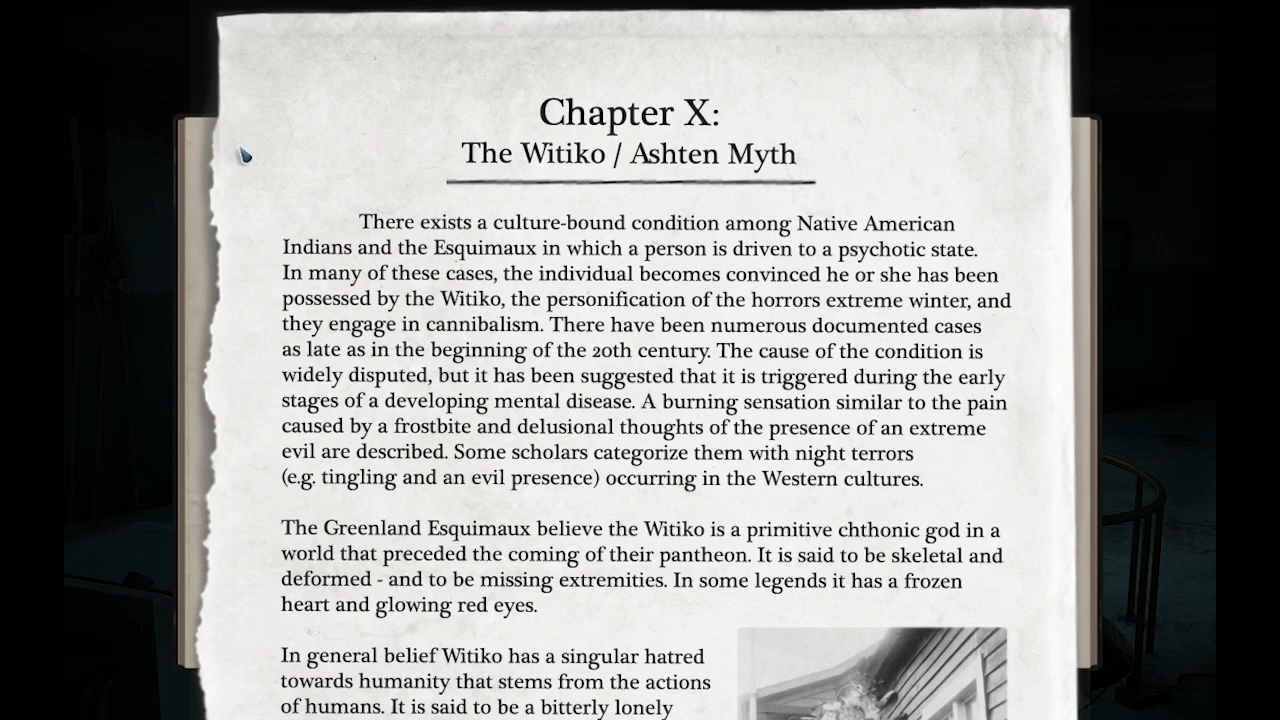 Chapter X:
The Witiko / Ashten Myth
There exists a culture-bound condition among Native American
Indians and the Esquimaux in which a person is driven to a psychotic state.
In many of these cases, the individual becomes convinced he or she has been
possessed by the Witiko, the personification of the horrors extreme winter, and
they engage in cannibalism. There have been numerous documented cases
as late as in the beginning of the 20th century. The cause of the condition is
widely disputed, but it has been suggested that it is triggered during the early
stages of a developing mental disease. A burning sensation similar to the pain
caused by a frostbite and delusional thoughts of the presence of an extreme
evil are described. Some scholars categorize them with night terrors
(e.g. tingling and an evil presence) occurring in the Western cultures.
The Greenland Esquimaux believe the Witiko is a primitive chthonic god in a
world that preceded the coming of their pantheon. It is said to be skeletal and
deformed - and to be missing extremities. In some legends it has a frozen
heart and glowing red eyes.
In general belief Witiko has a singular hatred
towards humanity that stems from the actions
of humans. It is said to be a bitterly lonely